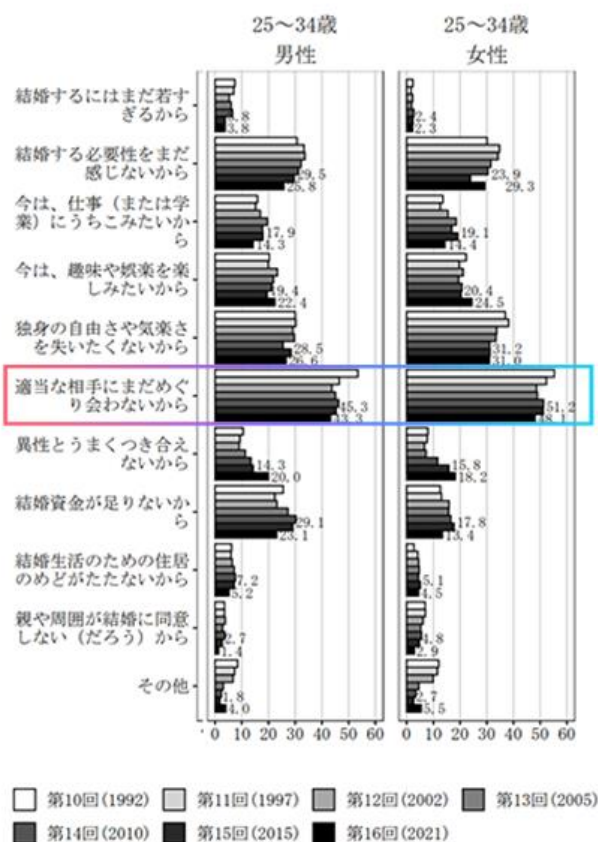 25～34歳
男性
25～34歳
女性
結婚するにはまだ若す
ぎるから
3.8
2.4
2.3
結婚する必要性をまだ
感じないから
29.5
25.8
23.9
29.3
今は、仕事（または学
業）にうちこみたいか
ら
17.9
14.3
19.1
14.4
今は、趣味や娯楽を楽
しみたいから
19.4
22.4
20.4
24.5
独身の自由さや気楽さ
を失いたくないから
28.5
26.6
31.2
31.0
適当な相手にまだめぐ
り会わないから
45.3
43.3
51.2
48.1
異性とうまくつき合え
ないから
14.3
20.0
15.8
18.2
結婚資金が足りないか
ら
29.1
23.1
17.8
13.4
結婚生活のための住居
のめどがたたないから
7.2
5.2
5.1
4.5
親や周囲が結婚に同意
しない（だろう）から
2.7
1.4
4.8
2.9
その他
4.0
2.7
5.5
0 10 20 30 40 50 60
0 10 20 30 40 50 60
第10回(1992) 第11回(1997) 第12回(2002) 第13回(2005)
第14回(2010) 第15回(2015) 第16回(2021)